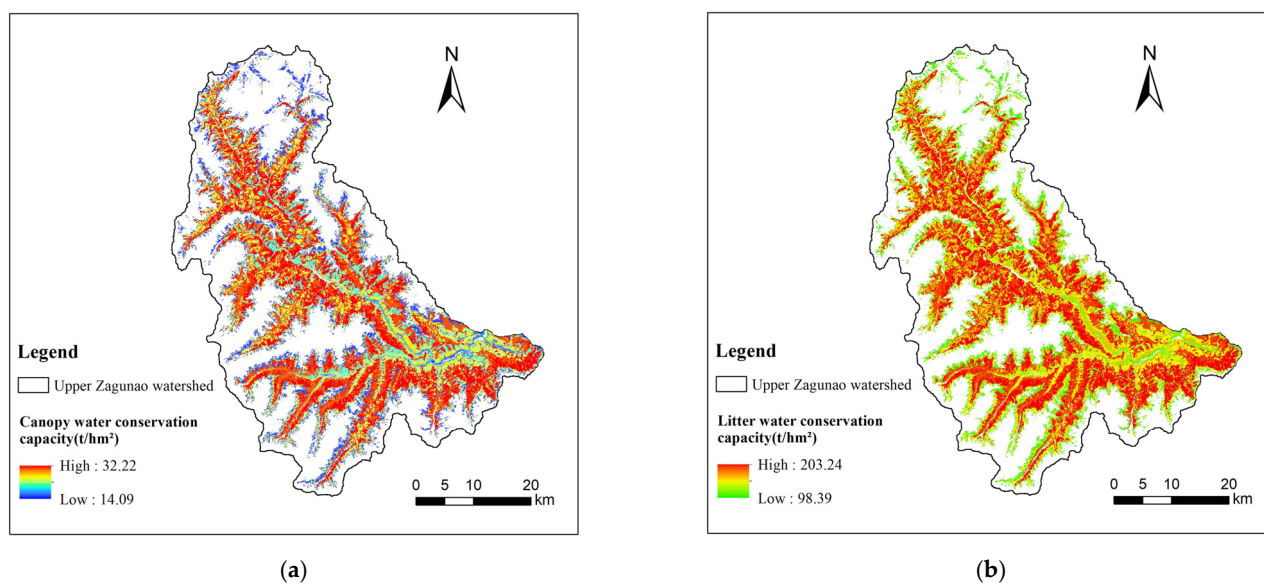 N
Legend
Upper Zagunao watershed
Canopy water conservation
capacity(t/hm²)
High : 32.22
Low : 14.09
0 5 10 20
km
(a)
N
Legend
Upper Zagunao watershed
Litter water conservation
capacity(t/hm²)
High : 203.24
Low : 98.39
0 5 10 20
km
(b)